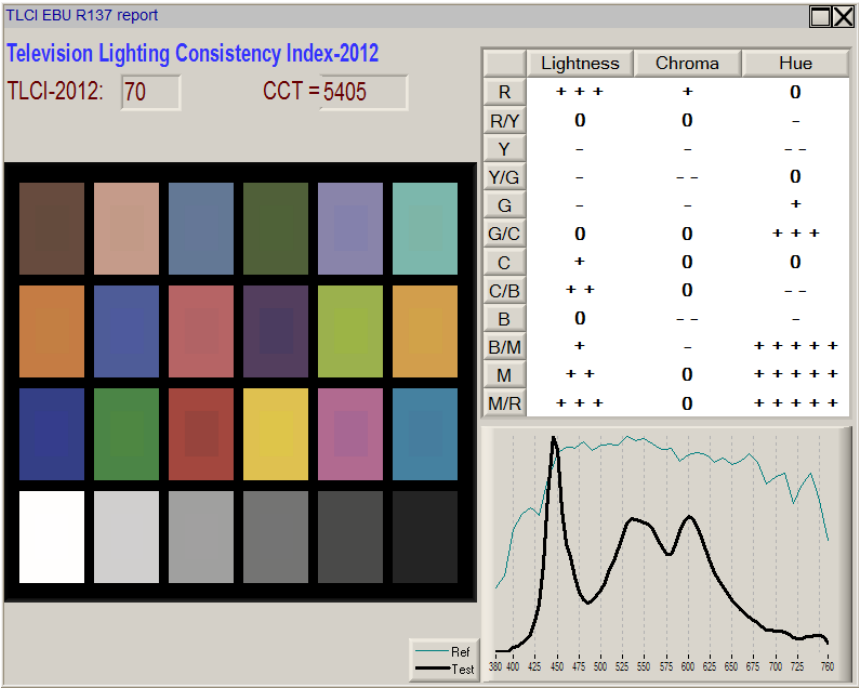 TLCI EBU R137 report
Television Lighting Consistency Index-2012
TLCI-2012: 70 CCT = 5405
Lightness Chroma Hue
R + + + + 0
R/Y 0 0 -
Y - - - -
Y/G - - - 0
G - - +
G/C 0 0 + + +
C + 0 0
C/B + + 0 - -
B 0 - - -
B/M + - + + + + +
M + + 0 + + + + +
M/R + + + 0 + + + + +
Ref
Test
380 400 425 450 475 500 525 550 575 600 625 650 675 700 725 760